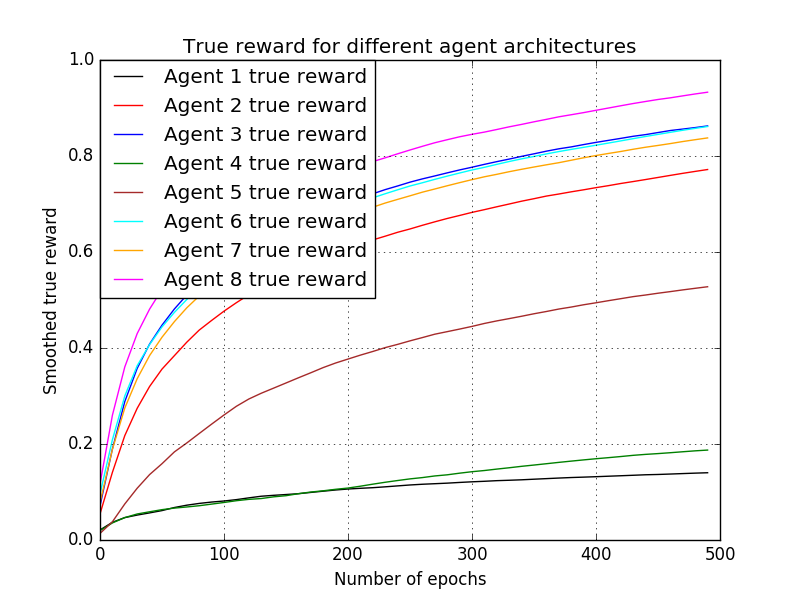 True reward for different agent architectures
1.0
0.8
0.6
0.4
0.2
0.0
Smoothed true reward
Agent 1 true reward
Agent 2 true reward
Agent 3 true reward
Agent 4 true reward
Agent 5 true reward
Agent 6 true reward
Agent 7 true reward
Agent 8 true reward
0 100 200 300 400 500
Number of epochs